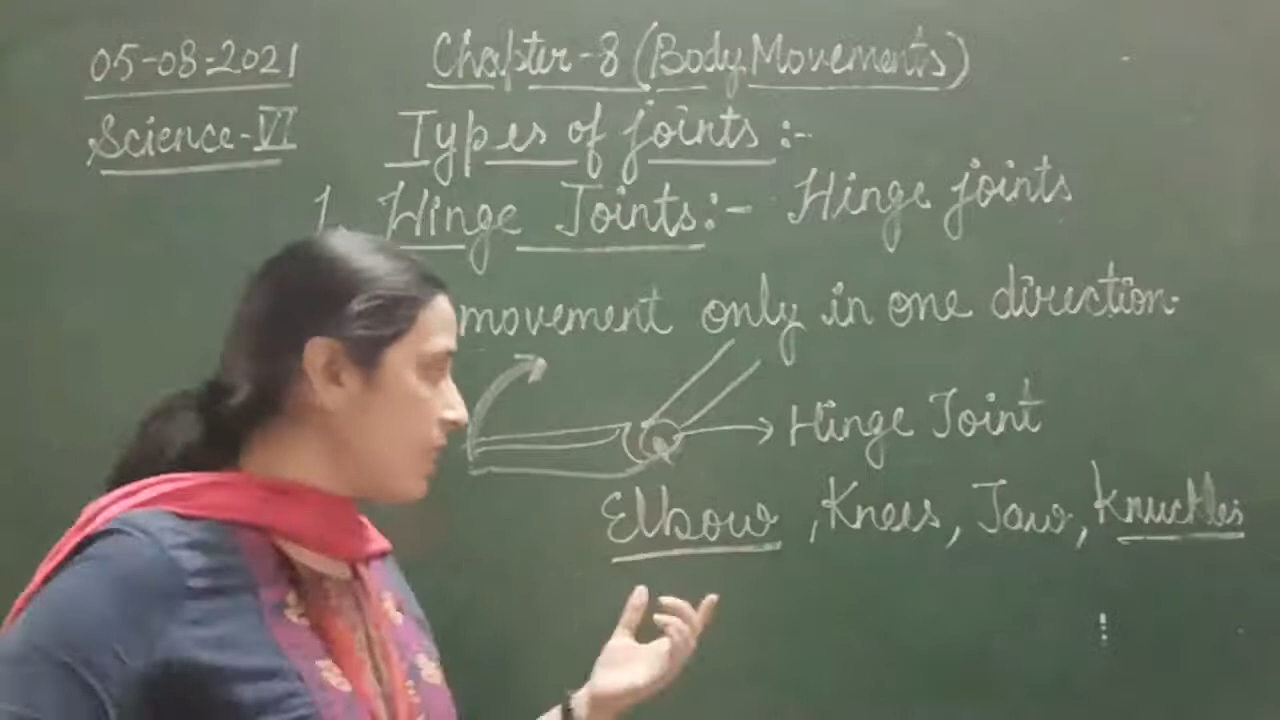 05-08-2021
Chapter-8 (Body Movements)
Science-VI
Types of joints :-
1. Hinge Joints:- Hinge joints
movement only in one direction.
Hinge Joint
Elbow, Knees, Jaw, Knuckles